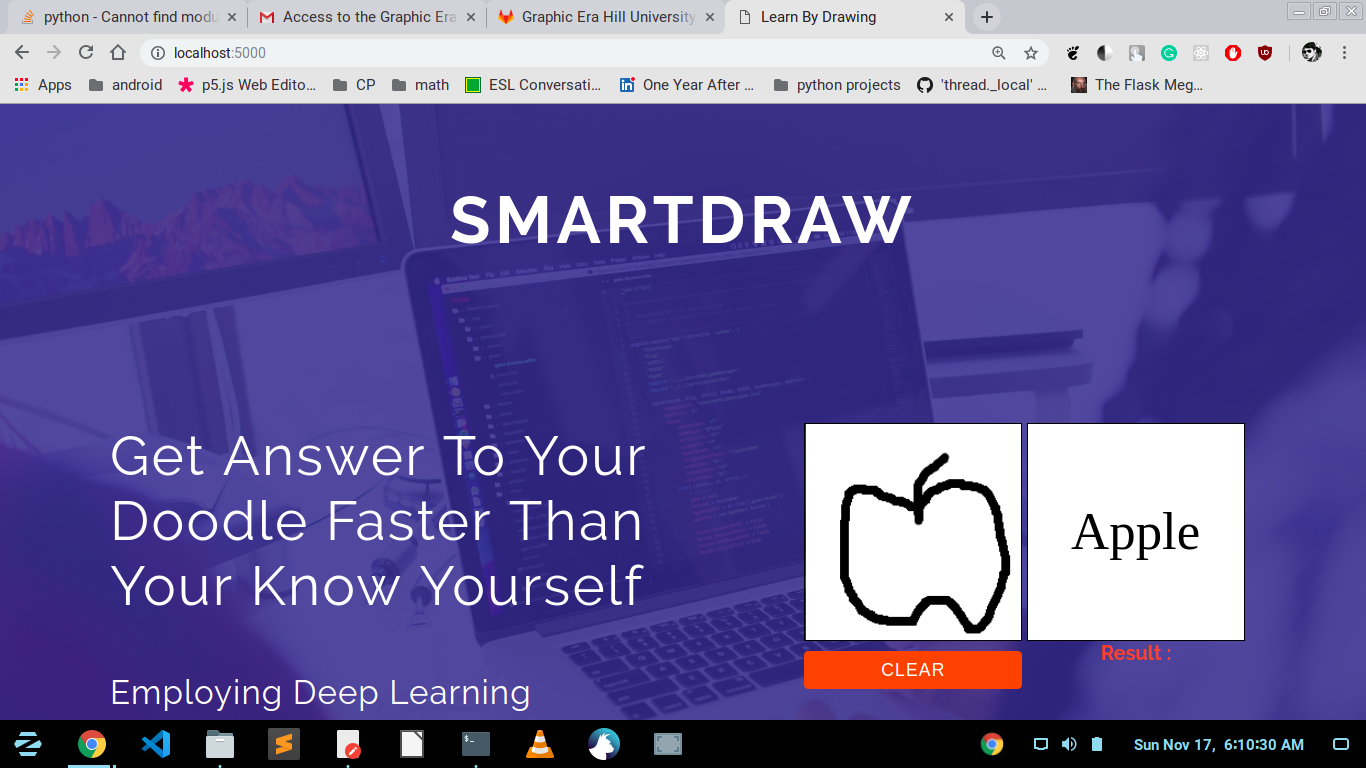 python - Cannot find modu
Access to the Graphic Era
Graphic Era Hill University
Learn By Drawing
localhost:5000
Apps
android
p5.js Web Edito...
CP
math
ESL Conversati...
One Year After ...
python projects
'thread._local' ...
The Flask Meg...
SMARTDRAW
Get Answer To Your
Doodle Faster Than
Your Know Yourself
Employing Deep Learning
Apple
CLEAR
Result :
Sun Nov 17, 6:10:30 AM